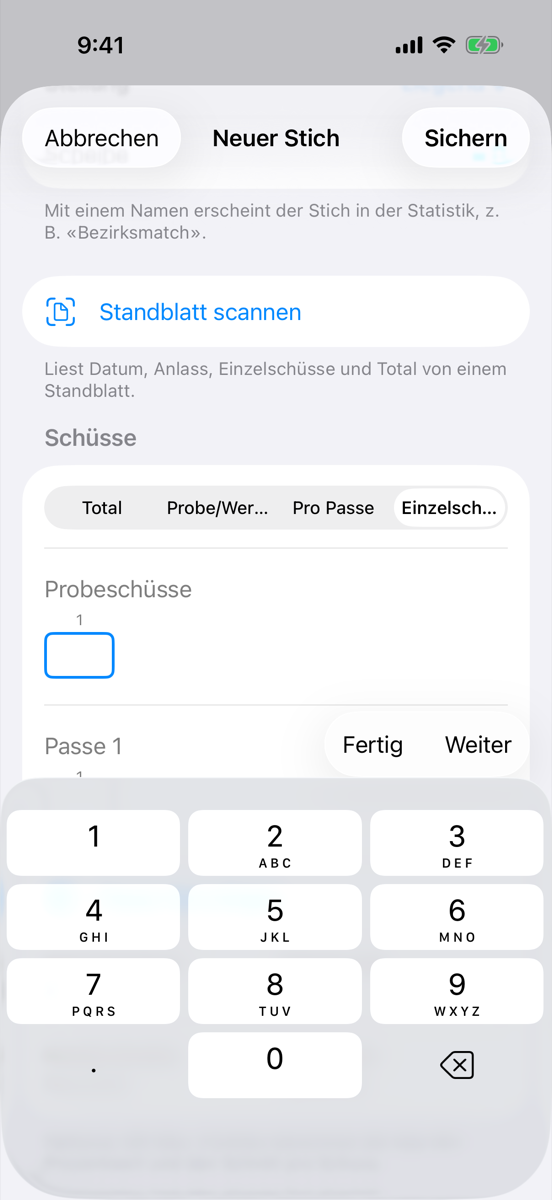 9:41
Abbrechen
Neuer Stich
Sichern
Mit einem Namen erscheint der Stich in der Statistik, z.
B. «Bezirksmatch».
Standblatt scannen
Liest Datum, Anlass, Einzelschüsse und Total von einem
Standblatt.
Schüsse
Total
Probe/Wer...
Pro Passe
Einzelsch...
Probeschüsse
1
Passe 1
Fertig
Weiter
1
1
2
ABC
3
DEF
4
GHI
5
JKL
6
MNO
7
PQRS
8
TUV
9
WXYZ
.
0